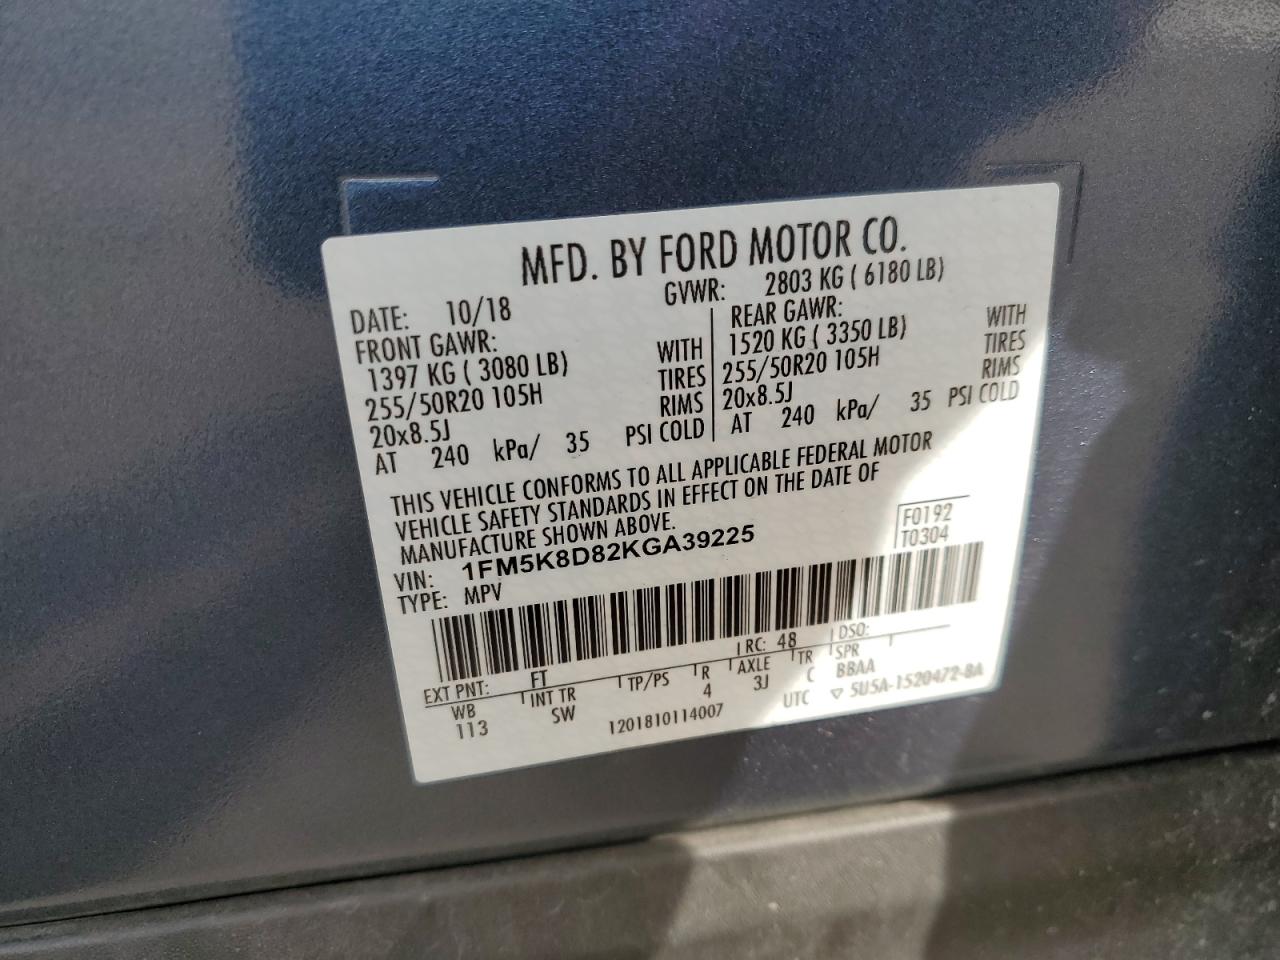 MFD. BY FORD MOTOR CO.
DATE: 10/18 GVWR: 2803 KG ( 6180 LB)
FRONT GAWR: REAR GAWR:
1397 KG ( 3080 LB) WITH 1520 KG ( 3350 LB) WITH
255/50R20 105H TIRES 255/50R20 105H TIRES
20x8.5J RIMS 20x8.5J RIMS
AT 240 kPa/ 35 PSI COLD AT 240 kPa/ 35 PSI COLD
THIS VEHICLE CONFORMS TO ALL APPLICABLE FEDERAL MOTOR
VEHICLE SAFETY STANDARDS IN EFFECT ON THE DATE OF
MANUFACTURE SHOWN ABOVE.
F0192
VIN: 1FM5K8D82KGA39225 T0304
TYPE: MPV
EXT PNT: FT RC: 48 DSO:
WB INT TR TP/PS R AXLE TR SPR
113 SW 4 3J C BBAA
1201810114007 UTC ▽ 5U5A-1520472-8A